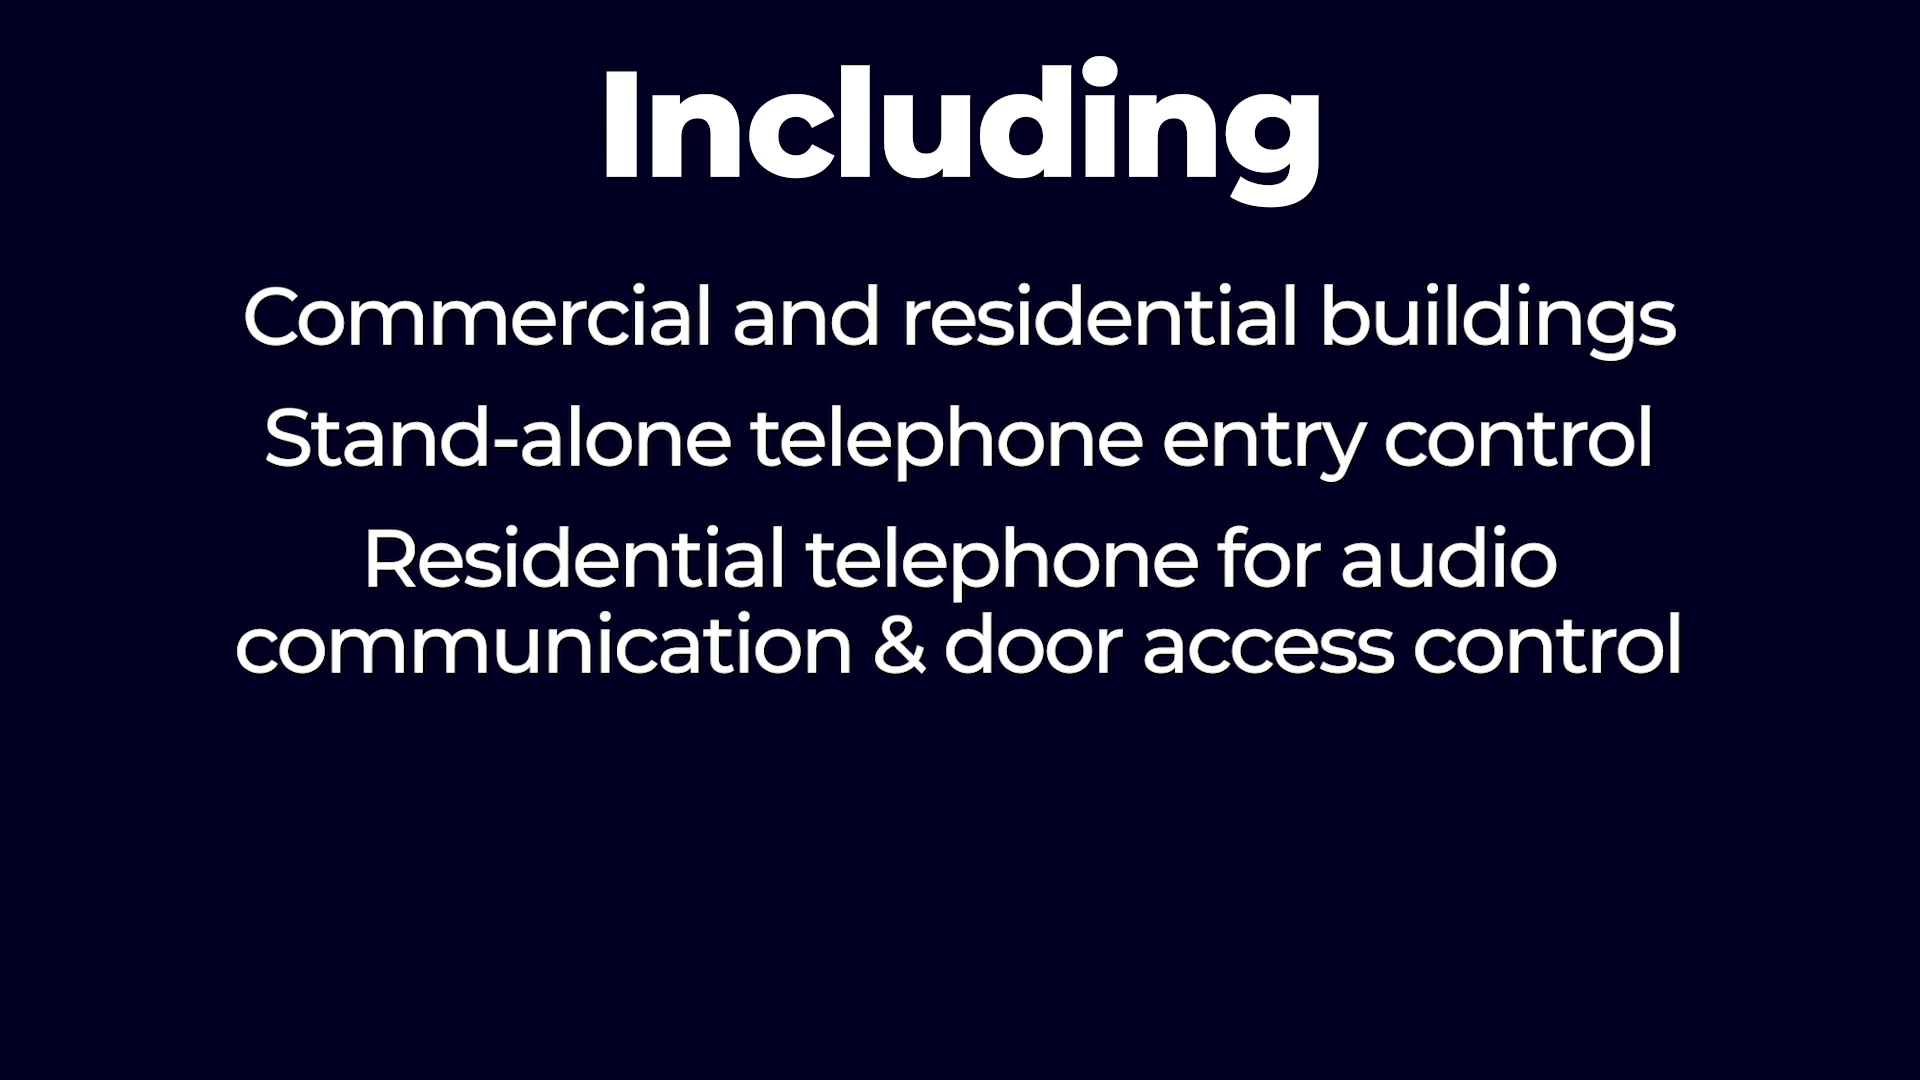 Including
Commercial and residential buildings
Stand-alone telephone entry control
Residential telephone for audio
communication & door access control